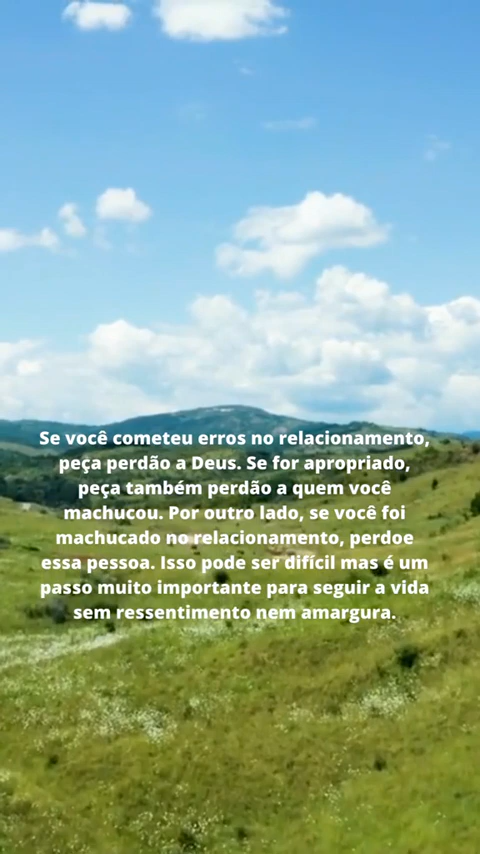 Se você cometeu erros no relacionamento,
peça perdão a Deus. Se for apropriado,
peça também perdão a quem você
machucou. Por outro lado, se você foi
machucado no relacionamento, perdoe
essa pessoa. Isso pode ser difícil mas é um
passo muito importante para seguir a vida
sem ressentimento nem amargura.